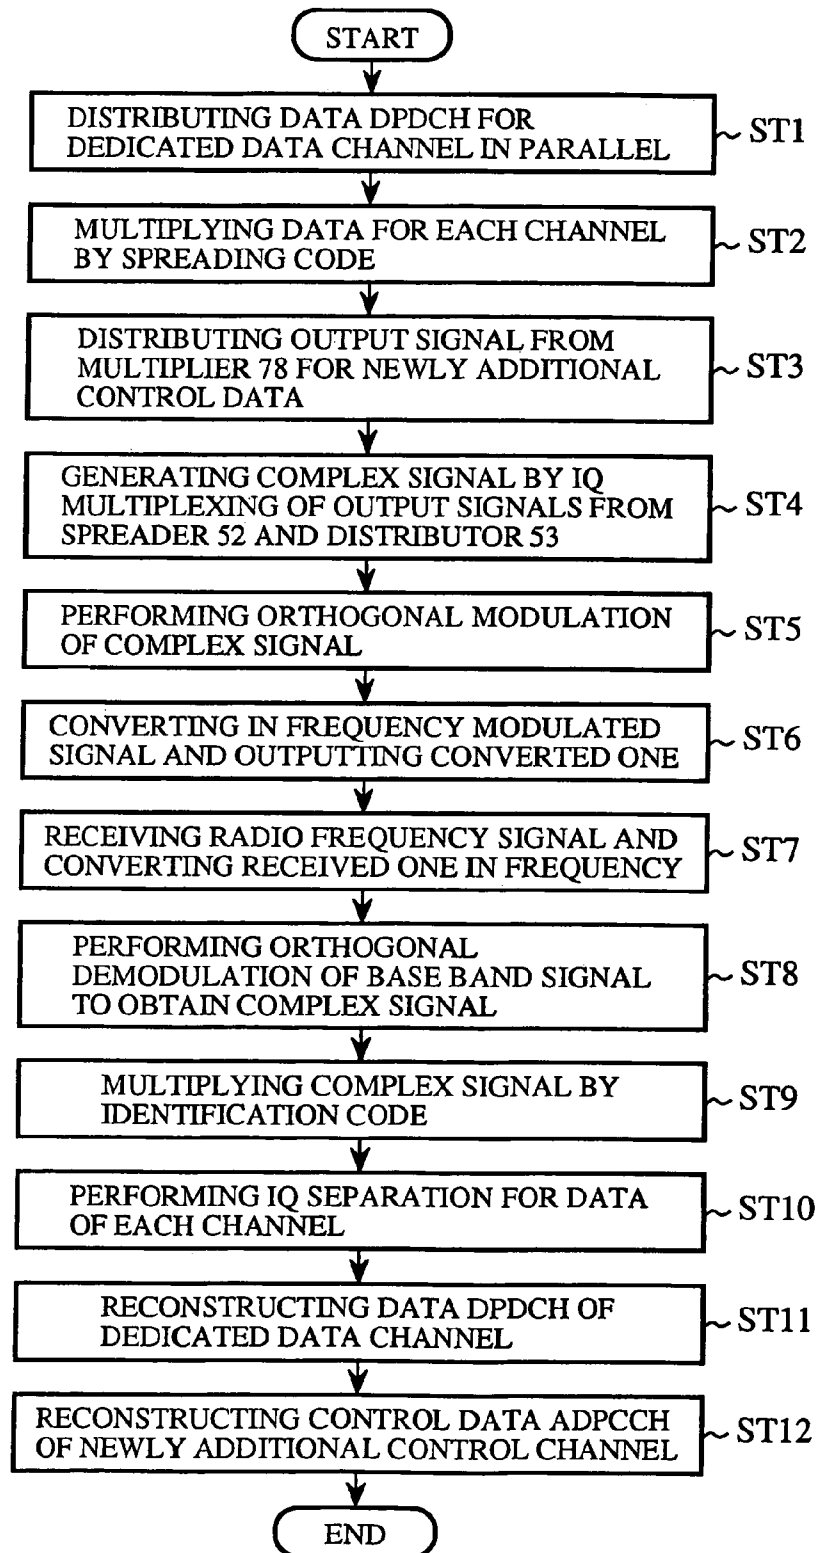 START
DISTRIBUTING DATA DPDCH FOR
DEDICATED DATA CHANNEL IN PARALLEL
~ ST1
MULTIPLYING DATA FOR EACH CHANNEL
BY SPREADING CODE
~ ST2
DISTRIBUTING OUTPUT SIGNAL FROM
MULTIPLIER 78 FOR NEWLY ADDITIONAL
CONTROL DATA
~ ST3
GENERATING COMPLEX SIGNAL BY IQ
MULTIPLEXING OF OUTPUT SIGNALS FROM
SPREADER 52 AND DISTRIBUTOR 53
~ ST4
PERFORMING ORTHOGONAL MODULATION
OF COMPLEX SIGNAL
~ ST5
CONVERTING IN FREQUENCY MODULATED
SIGNAL AND OUTPUTTING CONVERTED ONE
~ ST6
RECEIVING RADIO FREQUENCY SIGNAL AND
CONVERTING RECEIVED ONE IN FREQUENCY
~ ST7
PERFORMING ORTHOGONAL
DEMODULATION OF BASE BAND SIGNAL
TO OBTAIN COMPLEX SIGNAL
~ ST8
MULTIPLYING COMPLEX SIGNAL BY
IDENTIFICATION CODE
~ ST9
PERFORMING IQ SEPARATION FOR DATA
OF EACH CHANNEL
~ ST10
RECONSTRUCTING DATA DPDCH OF
DEDICATED DATA CHANNEL
~ ST11
RECONSTRUCTING CONTROL DATA ADPCCH
OF NEWLY ADDITIONAL CONTROL CHANNEL
~ ST12
END